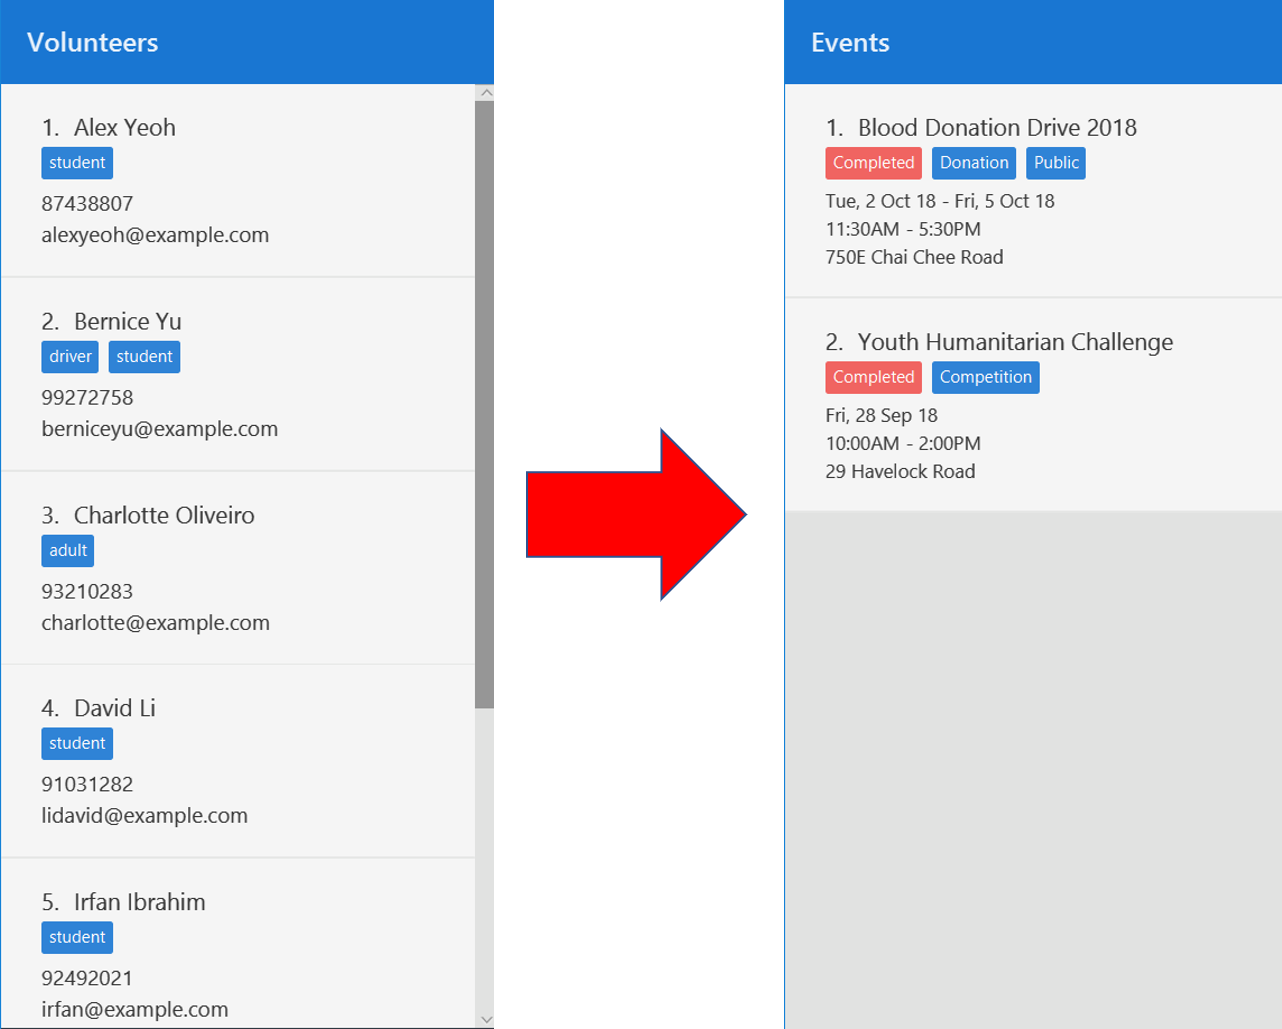 Volunteers
1. Alex Yeoh
student
87438807
alexyeoh@example.com
2. Bernice Yu
driver student
99272758
berniceyu@example.com
3. Charlotte Oliveiro
adult
93210283
charlotte@example.com
4. David Li
student
91031282
lidavid@example.com
5. Irfan Ibrahim
student
92492021
irfan@example.com
Events
1. Blood Donation Drive 2018
Completed Donation Public
Tue, 2 Oct 18 - Fri, 5 Oct 18
11:30AM - 5:30PM
750E Chai Chee Road
2. Youth Humanitarian Challenge
Completed Competition
Fri, 28 Sep 18
10:00AM - 2:00PM
29 Havelock Road